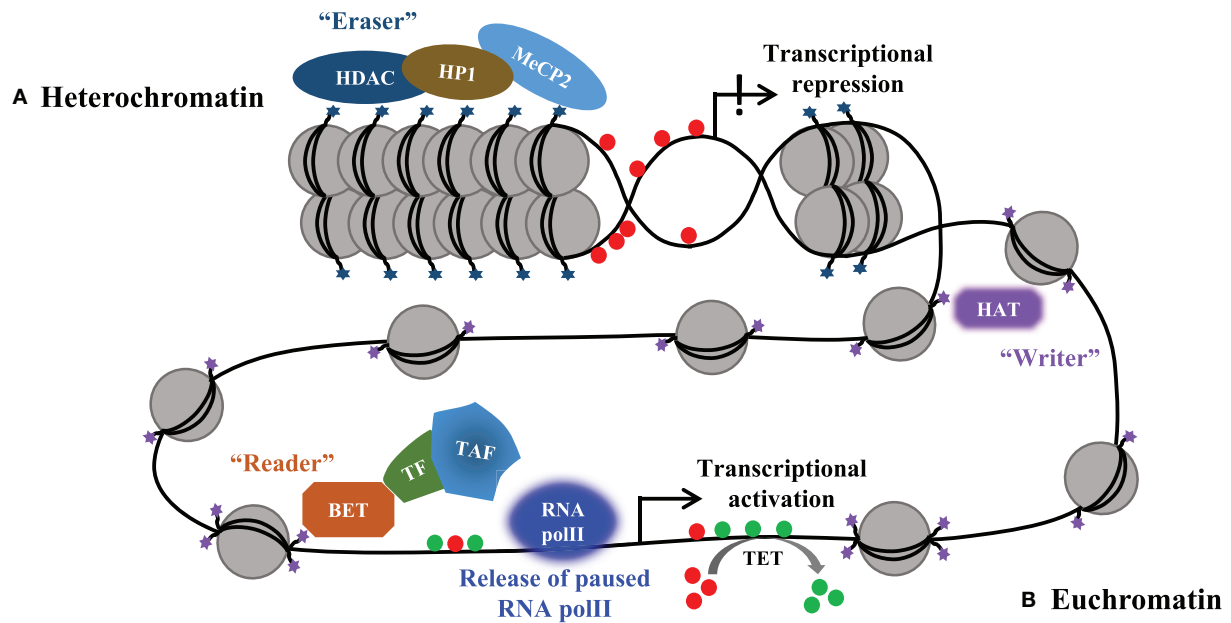 “Eraser”
HDAC
HP1
MeCP2
Transcriptional
repression
!
A Heterochromatin
HAT
“Writer”
“Reader”
BET
TF
TAF
RNA
polII
Transcriptional
activation
TET
Release of paused
RNA polII
B Euchromatin